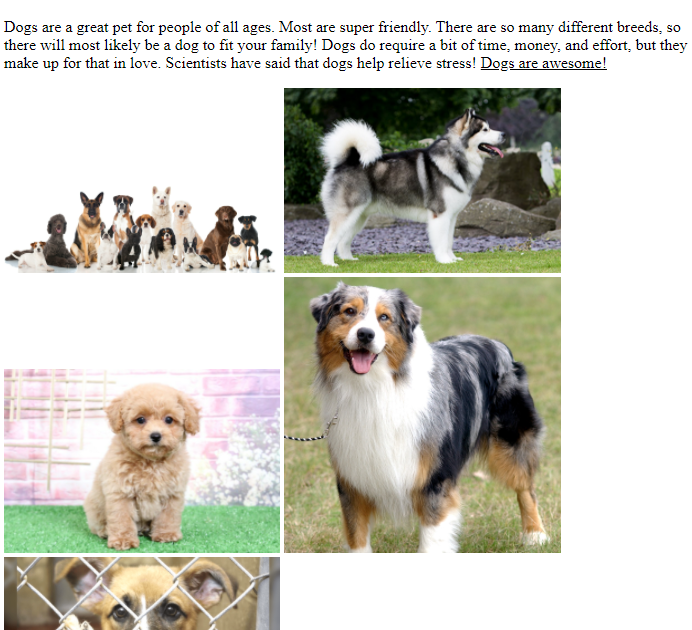 Dogs are a great pet for people of all ages. Most are super friendly. There are so many different breeds, so
there will most likely be a dog to fit your family! Dogs do require a bit of time, money, and effort, but they
make up for that in love. Scientists have said that dogs help relieve stress! Dogs are awesome!